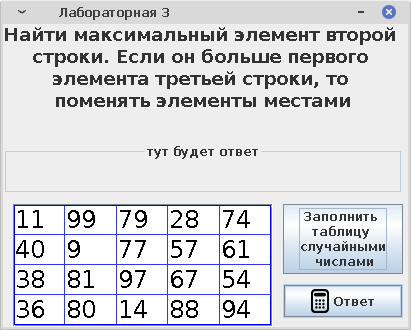 Лабораторная 3
Найти максимальный элемент второй
строки. Если он больше первого
элемента третьей строки, то
поменять элементы местами
тут будет ответ
11 99 79 28 74
40 9 77 57 61
38 81 97 67 54
36 80 14 88 94
Заполнить
таблицу
случайными
числами
Ответ